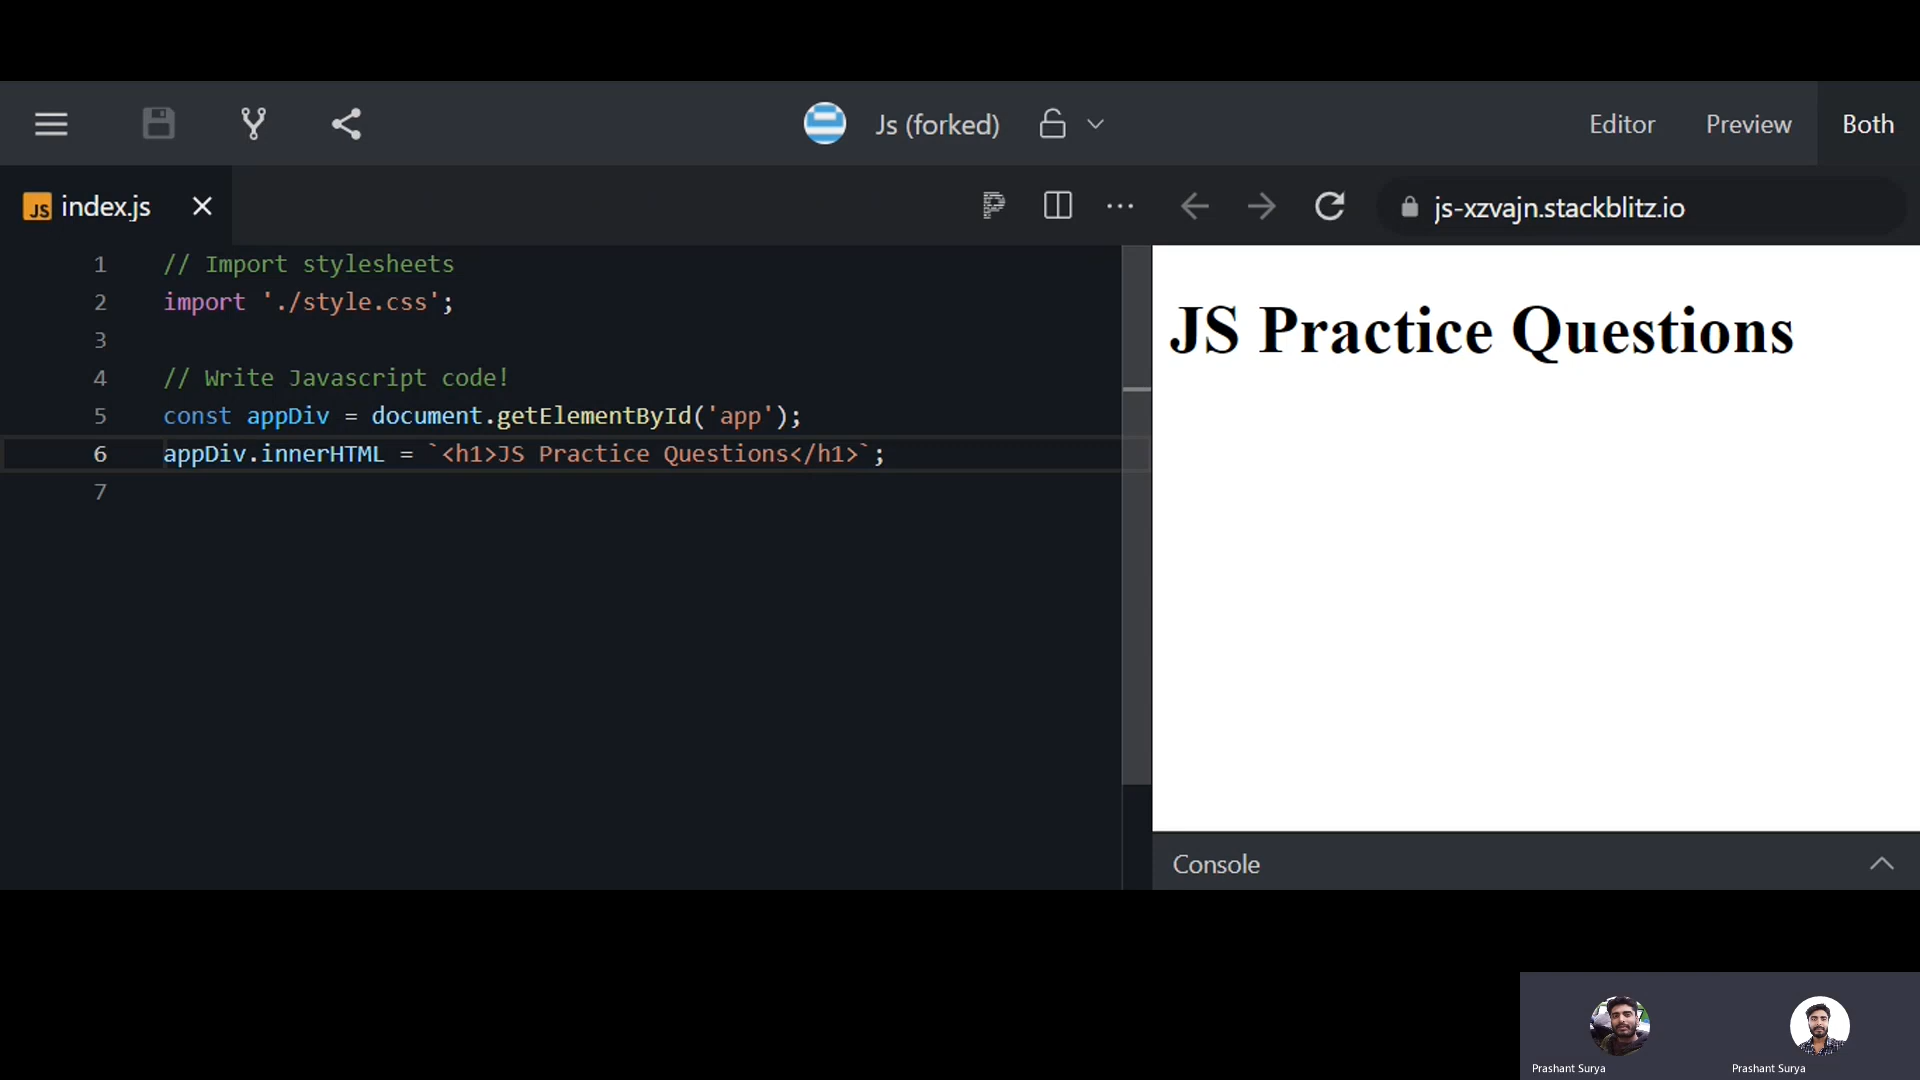 Js (forked)
Editor
Preview
Both
JS index.js
js-xzvajn.stackblitz.io
1 // Import stylesheets
2 import './style.css';
3
4 // Write Javascript code!
5 const appDiv = document.getElementById('app');
6 appDiv.innerHTML = `<h1>JS Practice Questions</h1>`;
7
JS Practice Questions
Console
Prashant Surya
Prashant Surya